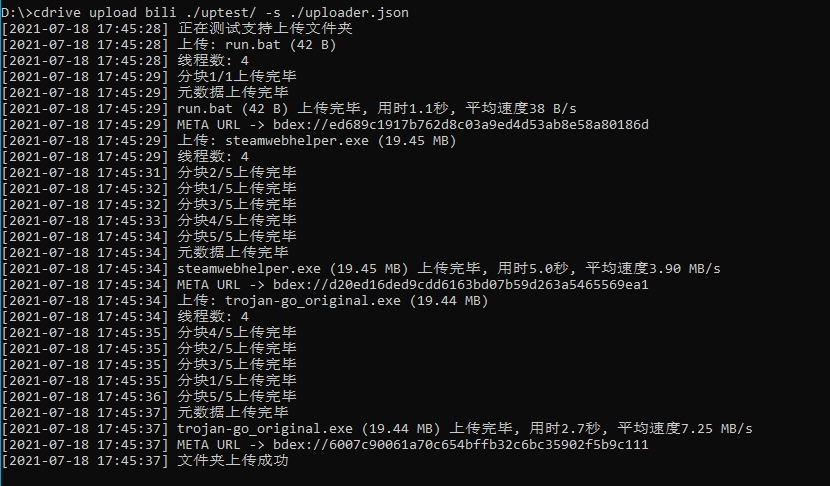 D:\>cdrive upload bili ./uptest/ -s ./uploader.json
[2021-07-18 17:45:28] 正在测试支持上传文件夹
[2021-07-18 17:45:28] 上传: run.bat (42 B)
[2021-07-18 17:45:28] 线程数: 4
[2021-07-18 17:45:29] 分块1/1上传完毕
[2021-07-18 17:45:29] 元数据上传完毕
[2021-07-18 17:45:29] run.bat (42 B) 上传完毕, 用时1.1秒, 平均速度38 B/s
[2021-07-18 17:45:29] META URL -> bdex://ed689c1917b762d8c03a9ed4d53ab8e58a80186d
[2021-07-18 17:45:29] 上传: steamwebhelper.exe (19.45 MB)
[2021-07-18 17:45:29] 线程数: 4
[2021-07-18 17:45:31] 分块2/5上传完毕
[2021-07-18 17:45:32] 分块1/5上传完毕
[2021-07-18 17:45:32] 分块3/5上传完毕
[2021-07-18 17:45:33] 分块4/5上传完毕
[2021-07-18 17:45:34] 分块5/5上传完毕
[2021-07-18 17:45:34] 元数据上传完毕
[2021-07-18 17:45:34] steamwebhelper.exe (19.45 MB) 上传完毕, 用时5.0秒, 平均速度3.90 MB/s
[2021-07-18 17:45:34] META URL -> bdex://d20ed16ded9cdd6163bd07b59d263a5465569ea1
[2021-07-18 17:45:34] 上传: trojan-go_original.exe (19.44 MB)
[2021-07-18 17:45:34] 线程数: 4
[2021-07-18 17:45:35] 分块4/5上传完毕
[2021-07-18 17:45:35] 分块2/5上传完毕
[2021-07-18 17:45:35] 分块3/5上传完毕
[2021-07-18 17:45:35] 分块1/5上传完毕
[2021-07-18 17:45:36] 分块5/5上传完毕
[2021-07-18 17:45:37] 元数据上传完毕
[2021-07-18 17:45:37] trojan-go_original.exe (19.44 MB) 上传完毕, 用时2.7秒, 平均速度7.25 MB/s
[2021-07-18 17:45:37] META URL -> bdex://6007c90061a70c654bffb32c6bc35902f5b9c111
[2021-07-18 17:45:37] 文件夹上传成功